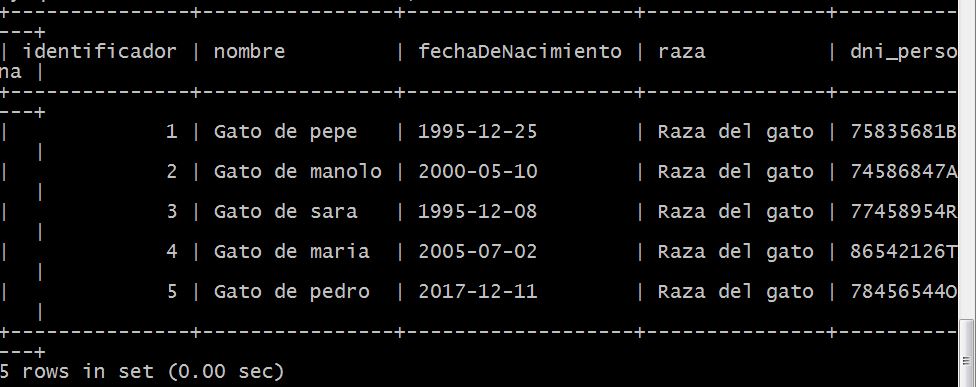 +---------------+----------------+-------------------+---------------+----------
---+
| identificador | nombre         | fechaDeNacimiento | raza          | dni_perso
na |
+---------------+----------------+-------------------+---------------+----------
---+
|             1 | Gato de pepe   | 1995-12-25        | Raza del gato | 75835681B
   |
|             2 | Gato de manolo | 2000-05-10        | Raza del gato | 74586847A
   |
|             3 | Gato de sara   | 1995-12-08        | Raza del gato | 77458954R
   |
|             4 | Gato de maria  | 2005-07-02        | Raza del gato | 86542126T
   |
|             5 | Gato de pedro  | 2017-12-11        | Raza del gato | 78456544O
   |
+---------------+----------------+-------------------+---------------+----------
---+
5 rows in set (0.00 sec)